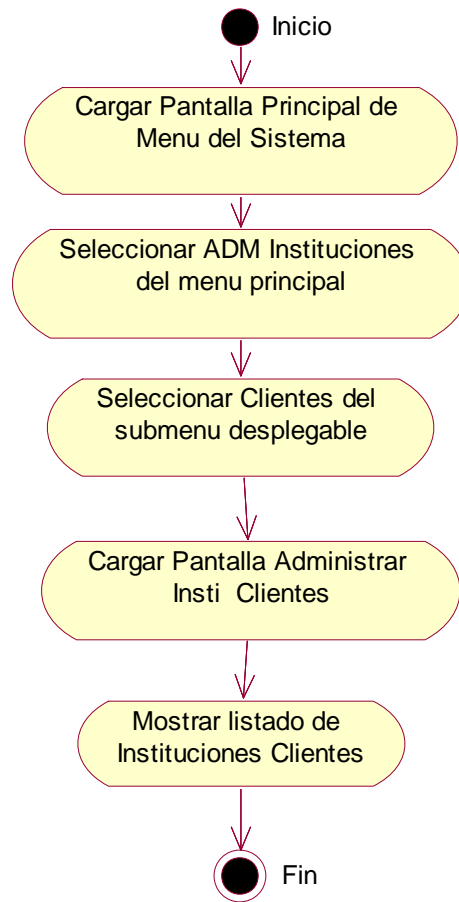 Inicio
Cargar Pantalla Principal de
Menu del Sistema
Seleccionar ADM Instituciones
del menu principal
Seleccionar Clientes del
submenu desplegable
Cargar Pantalla Administrar
Insti  Clientes
Mostrar listado de
Instituciones Clientes
Fin